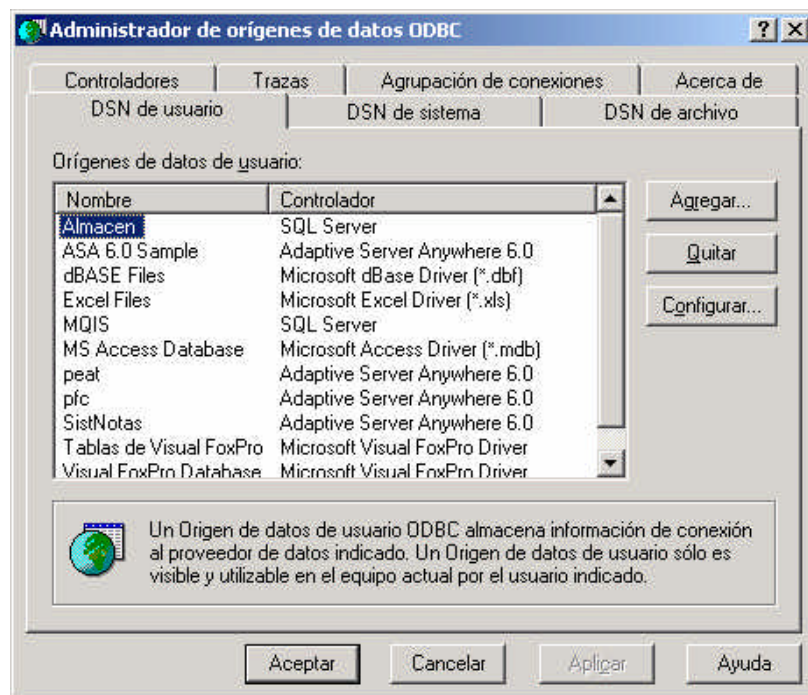 Administrador de orígenes de datos ODBC
Controladores Trazas Agrupación de conexiones Acerca de
DSN de usuario DSN de sistema DSN de archivo
Orígenes de datos de usuario:
Nombre Controlador
Almacen SQL Server
ASA 6.0 Sample Adaptive Server Anywhere 6.0
dBASE Files Microsoft dBase Driver (*.dbf)
Excel Files Microsoft Excel Driver (*.xls)
MQIS SQL Server
MS Access Database Microsoft Access Driver (*.mdb)
peat Adaptive Server Anywhere 6.0
pfc Adaptive Server Anywhere 6.0
SistNotas Adaptive Server Anywhere 6.0
Tablas de Visual FoxPro Microsoft Visual FoxPro Driver
Visual FoxPro Database Microsoft Visual FoxPro Driver
Agregar...
Quitar
Configurar...
Un Origen de datos de usuario ODBC almacena información de conexión
al proveedor de datos indicado. Un Origen de datos de usuario sólo es
visible y utilizable en el equipo actual por el usuario indicado.
Aceptar Cancelar Aplicar Ayuda